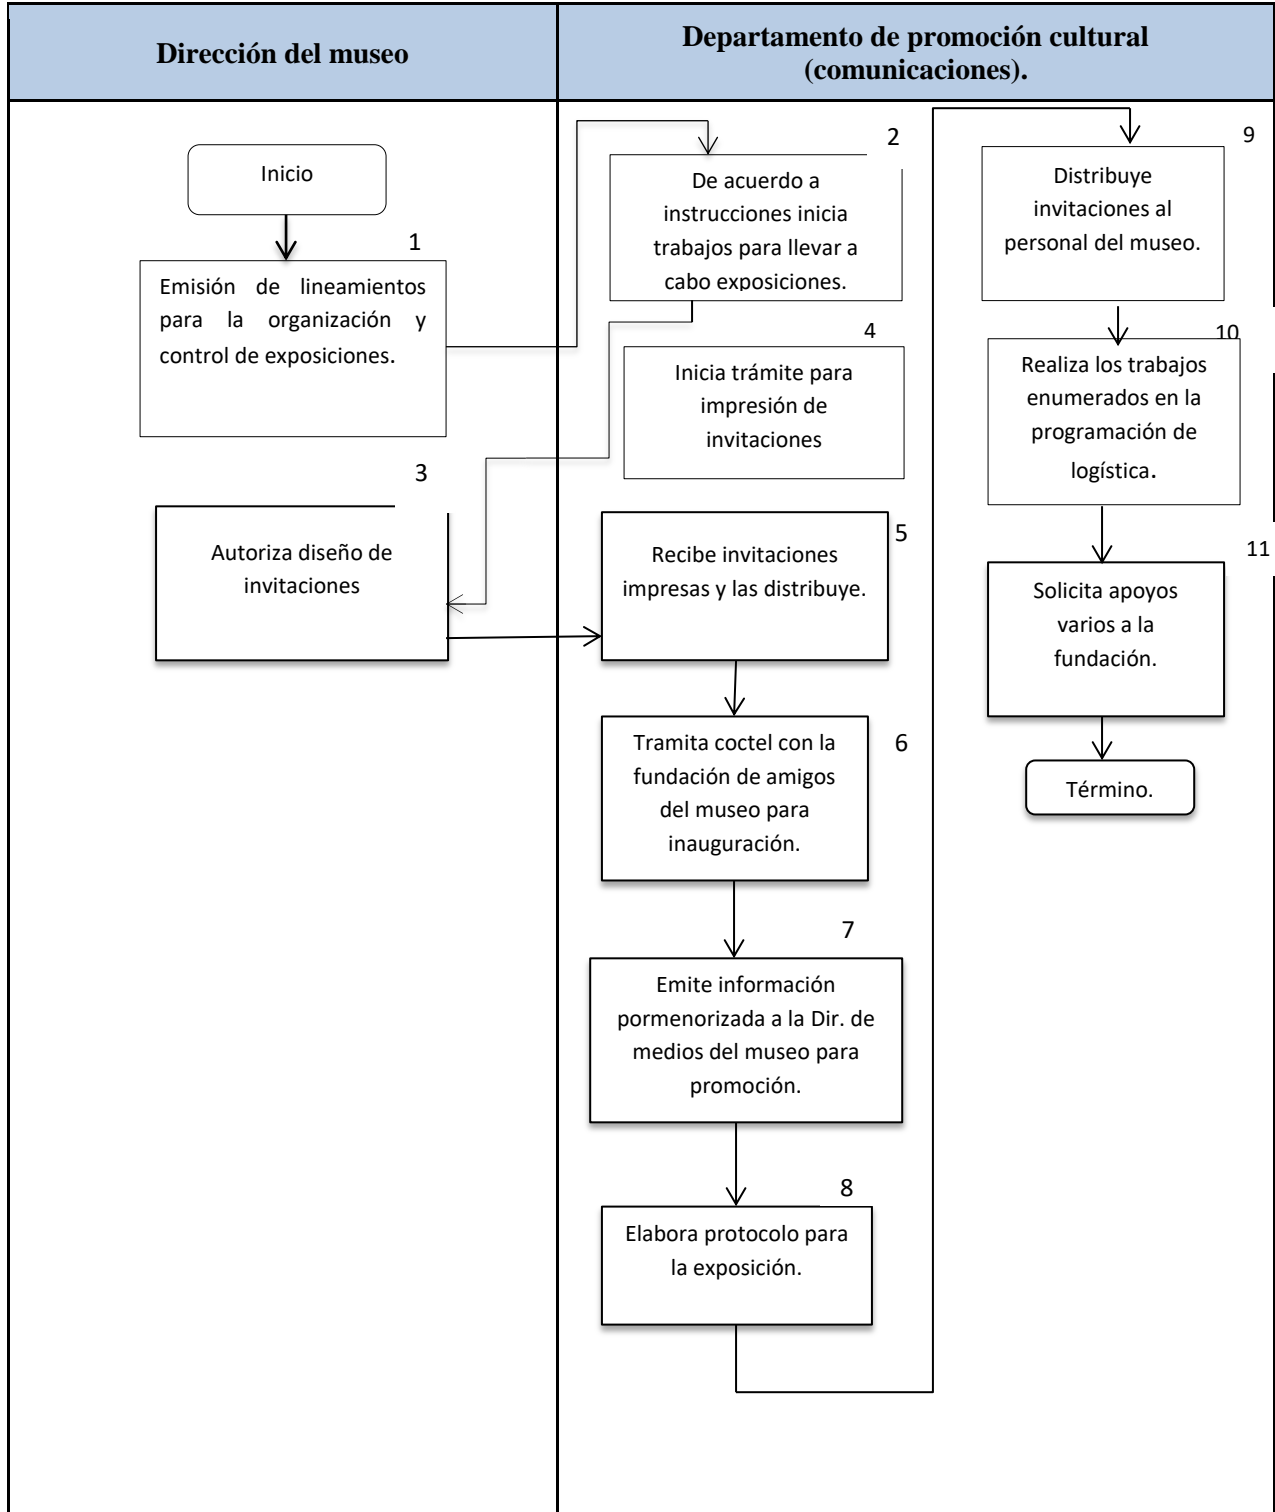 Dirección del museo
Departamento de promoción cultural
(comunicaciones).
Inicio
1
Emisión de lineamientos
para la organización y
control de exposiciones.
2
De acuerdo a
instrucciones inicia
trabajos para llevar a
cabo exposiciones.
3
Autoriza diseño de
invitaciones
4
Inicia trámite para
impresión de
invitaciones
5
Recibe invitaciones
impresas y las distribuye.
6
Tramita coctel con la
fundación de amigos
del museo para
inauguración.
7
Emite información
pormenorizada a la Dir. de
medios del museo para
promoción.
8
Elabora protocolo para
la exposición.
9
Distribuye
invitaciones al
personal del museo.
10
Realiza los trabajos
enumerados en la
programación de
logística.
11
Solicita apoyos
varios a la
fundación.
Término.